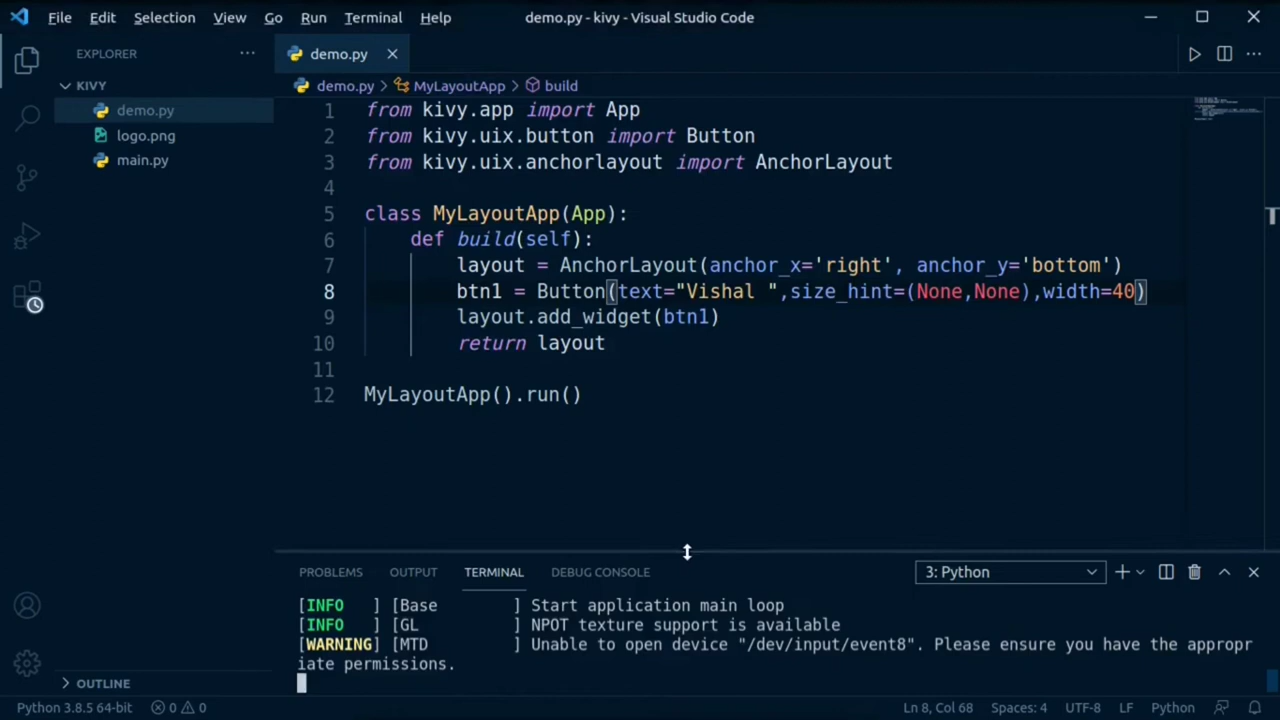 File Edit Selection View Go Run Terminal Help demo.py - kivy - Visual Studio Code
EXPLORER
KIVY
demo.py
logo.png
main.py
OUTLINE
demo.py
demo.py > MyLayoutApp > build
1 from kivy.app import App
2 from kivy.uix.button import Button
3 from kivy.uix.anchorlayout import AnchorLayout
4
5 class MyLayoutApp(App):
6 def build(self):
7 layout = AnchorLayout(anchor_x='right', anchor_y='bottom')
8 btn1 = Button(text="Vishal ",size_hint=(None,None),width=40)
9 layout.add_widget(btn1)
10 return layout
11
12 MyLayoutApp().run()
PROBLEMS OUTPUT TERMINAL DEBUG CONSOLE 3: Python
[INFO   ] [Base        ] Start application main loop
[INFO   ] [GL          ] NPOT texture support is available
[WARNING] [MTD         ] Unable to open device "/dev/input/event8". Please ensure you have the appropr
iate permissions.
Python 3.8.5 64-bit 0 0 Ln 8, Col 68 Spaces: 4 UTF-8 LF Python